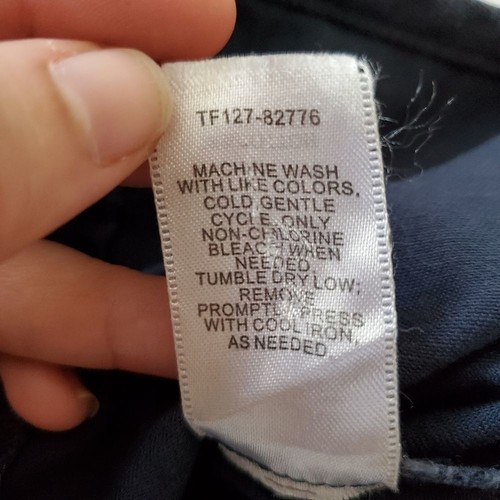 TF127-82776
MACHINE WASH
WITH LIKE COLORS.
COLD GENTLE
CYCLE ONLY
NON-CHLORINE
BLEACH WHEN
NEEDED
TUMBLE DRY LOW;
REMOVE
PROMPTLY PRESS
WITH COOL IRON,
AS NEEDED